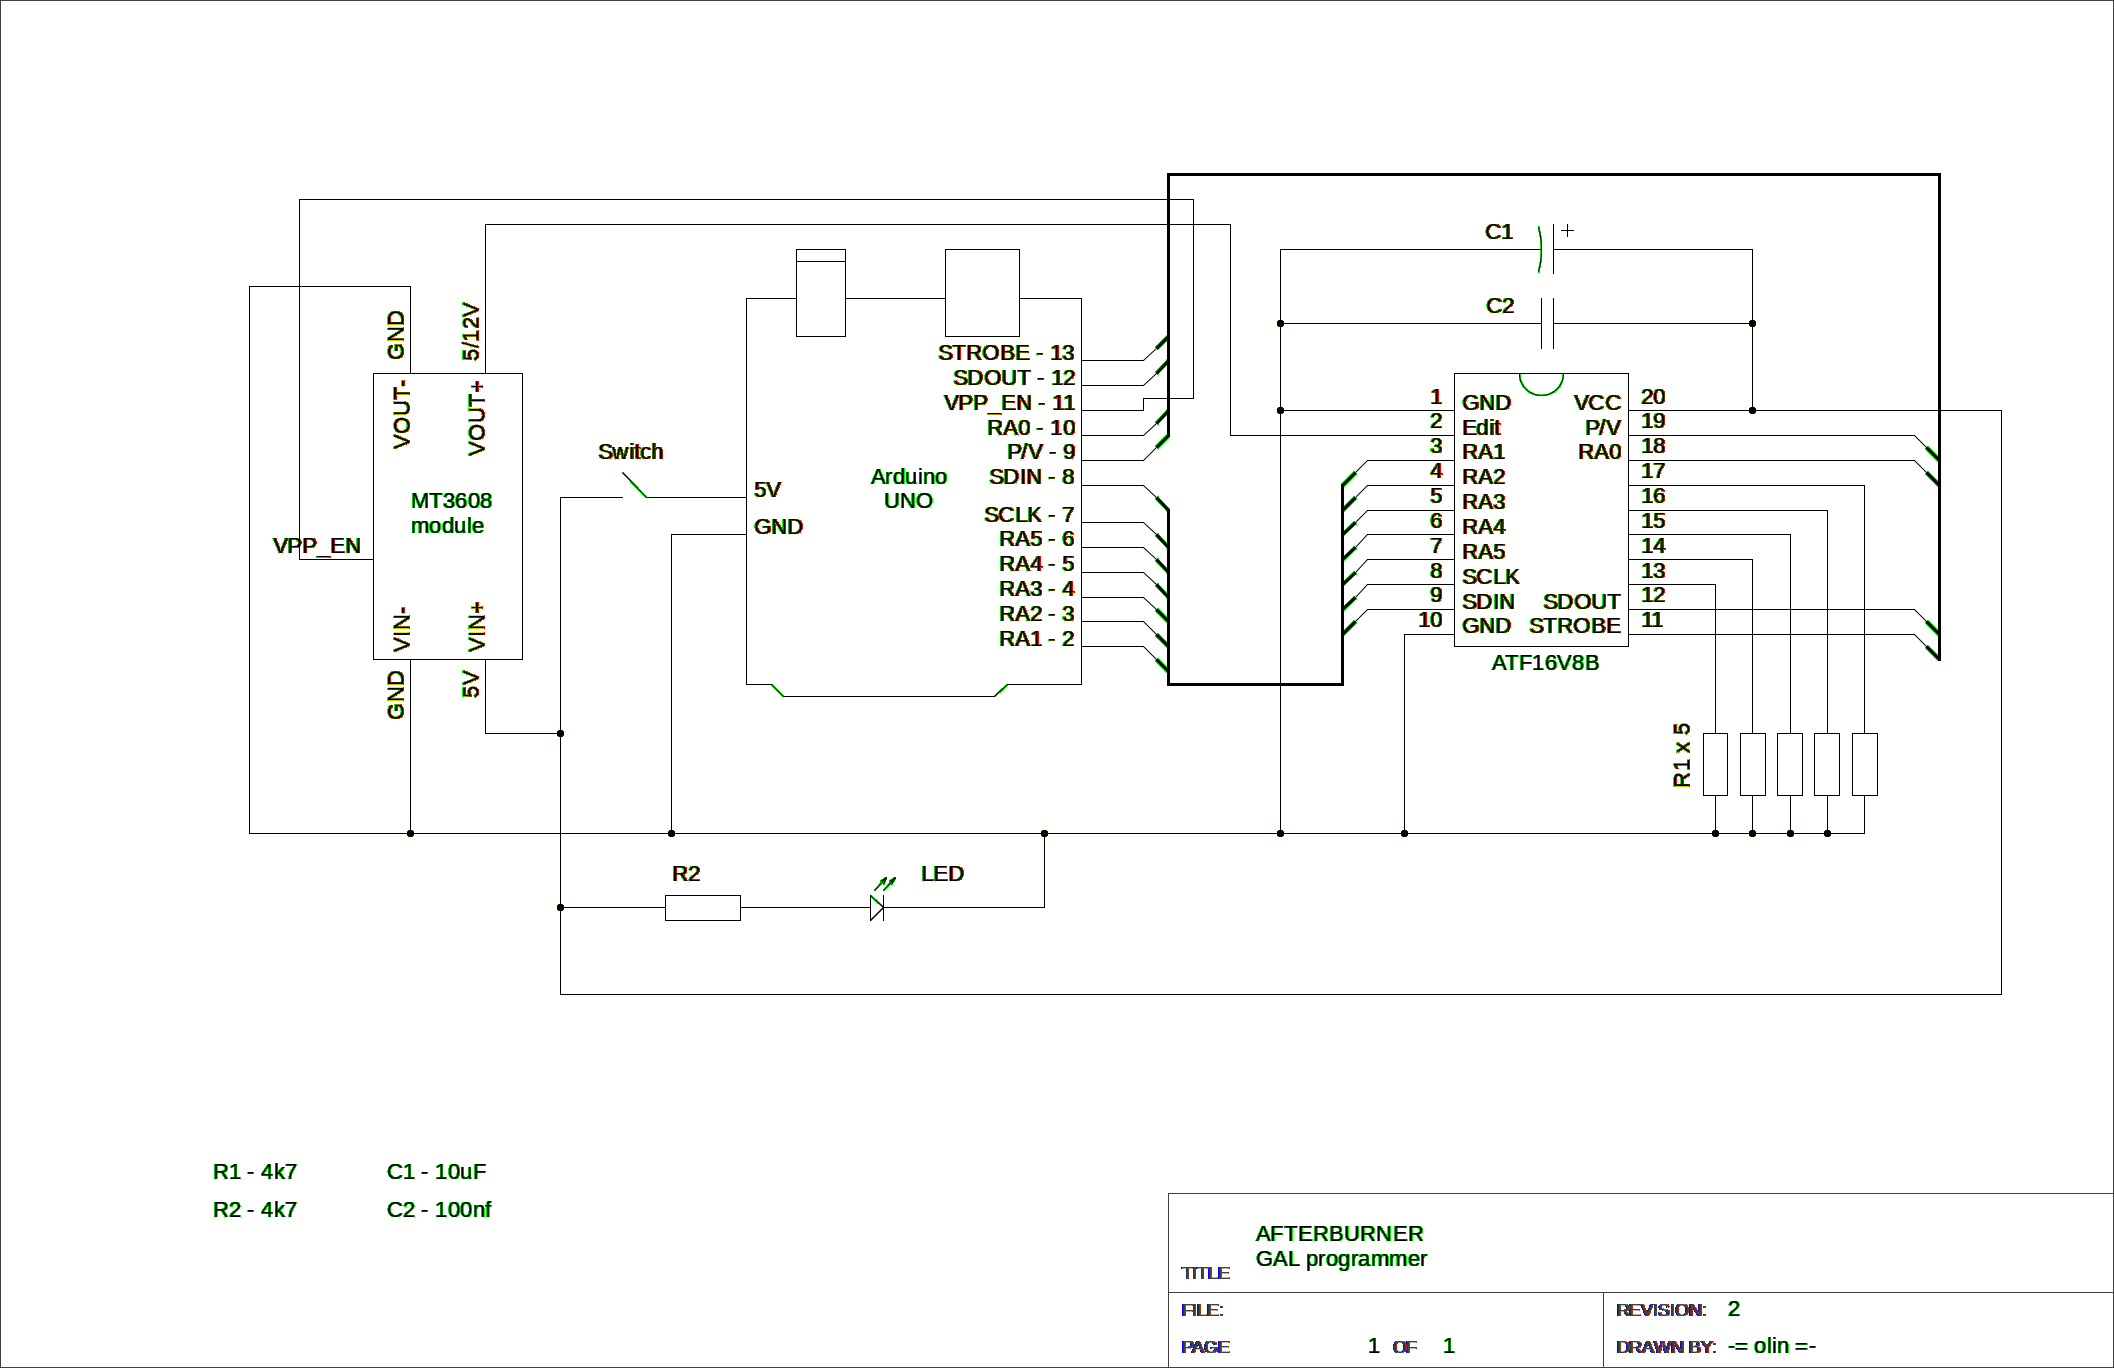 C1 +
C2
GND
5/12V
VOUT-
VOUT+
MT3608
module
VPP_EN
VIN-
VIN+
GND
5V
Switch
5V
GND
Arduino
UNO
STROBE - 13
SDOUT - 12
VPP_EN - 11
RA0 - 10
P/V - 9
SDIN - 8
SCLK - 7
RA5 - 6
RA4 - 5
RA3 - 4
RA2 - 3
RA1 - 2
1 GND VCC 20
2 Edit P/V 19
3 RA1 RA0 18
4 RA2 17
5 RA3 16
6 RA4 15
7 RA5 14
8 SCLK 13
9 SDIN SDOUT 12
10 GND STROBE 11
ATF16V8B
R1 x 5
R2
LED
R1 - 4k7 C1 - 10uF
R2 - 4k7 C2 - 100nf
AFTERBURNER
GAL programmer
TITLE
FILE:
REVISION: 2
PAGE 1 OF 1
DRAWN BY: -= olin =-